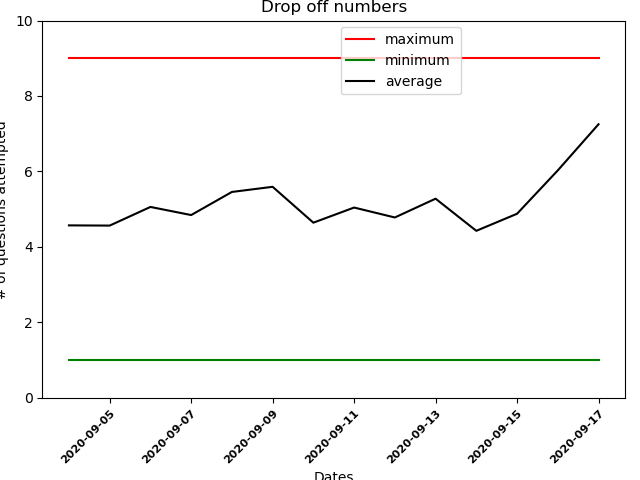 Drop off numbers
maximum
minimum
average
# of questions attempted
10
8
6
4
2
0
2020-09-05
2020-09-07
2020-09-09
2020-09-11
2020-09-13
2020-09-15
2020-09-17
Dates